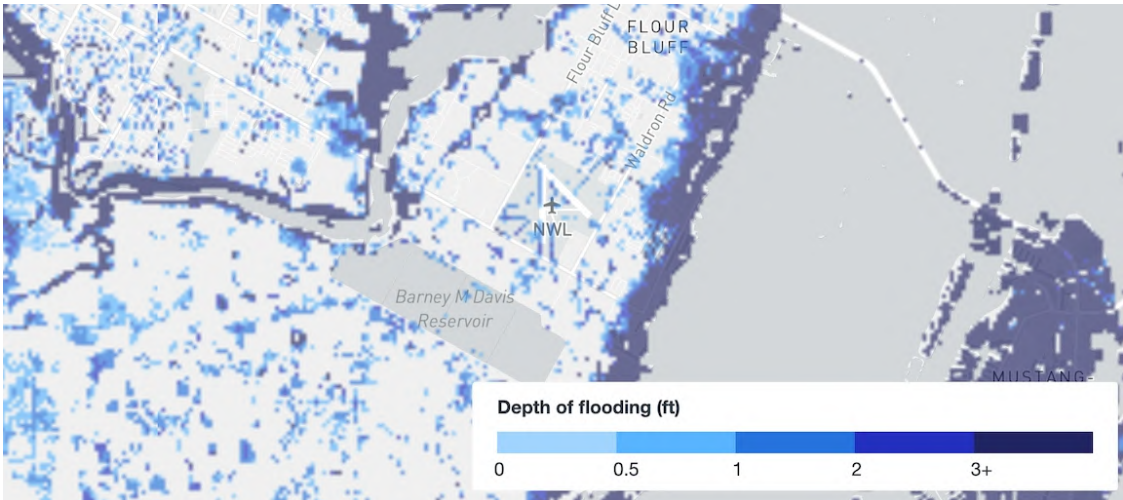 FLOUR
BLUFF
Flour Bluff
Waldron Rd
NWL
Barney M Davis
Reservoir
MUSTANG-
Depth of flooding (ft)
0 0.5 1 2 3+